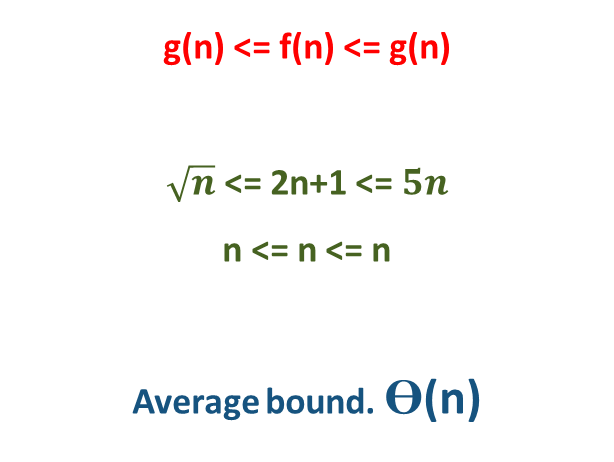 g(n) <= f(n) <= g(n)
√n <= 2n+1 <= 5n
n <= n <= n
Average bound. Ө(n)